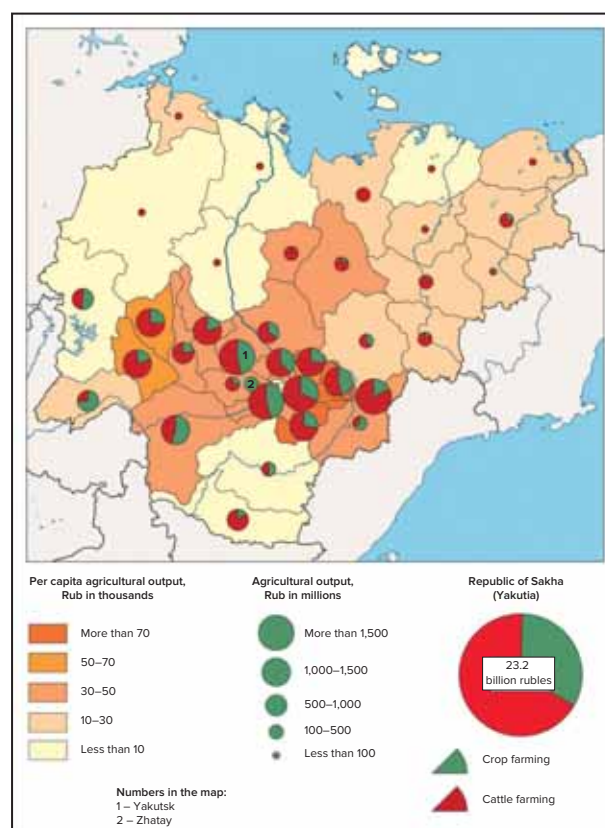 1
2
Per capita agricultural output,
Rub in thousands
More than 70
50–70
30–50
10–30
Less than 10
Numbers in the map:
1 – Yakutsk
2 – Zhatay
Agricultural output,
Rub in millions
More than 1,500
1,000–1,500
500–1,000
100–500
Less than 100
Republic of Sakha
(Yakutia)
23.2
billion rubles
Crop farming
Cattle farming